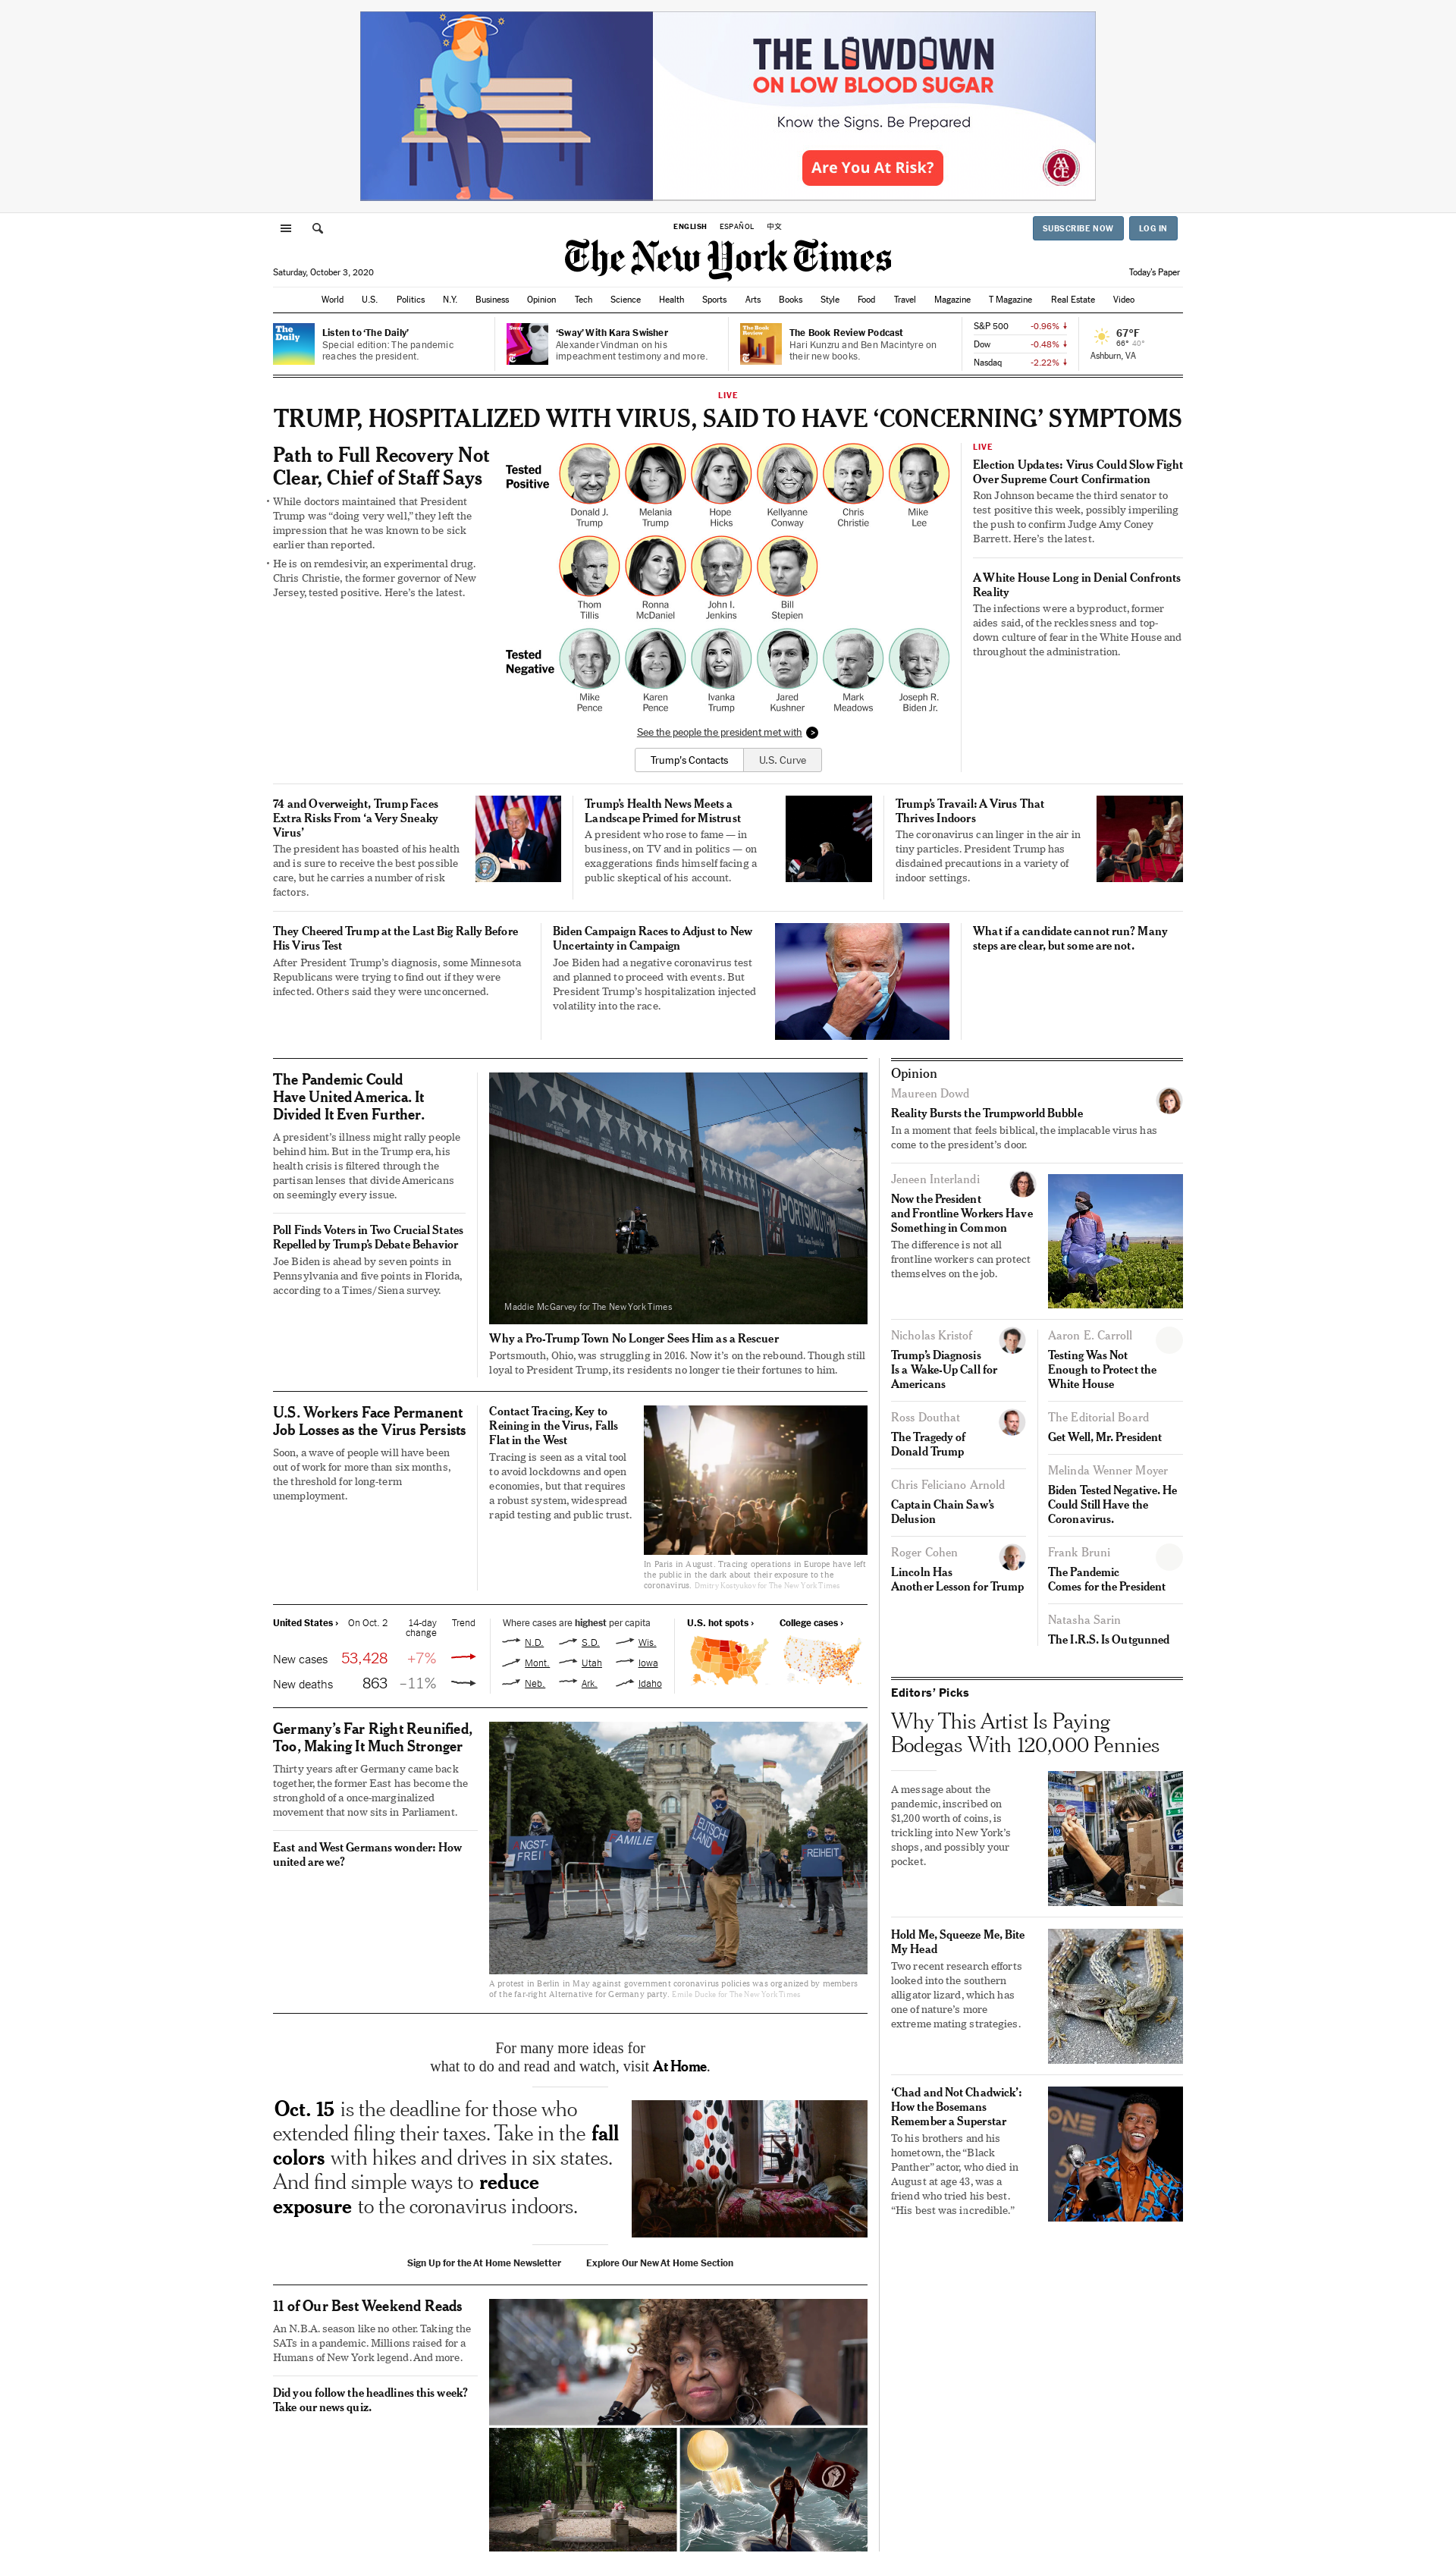 THE LOWDOWN
ON LOW BLOOD SUGAR
Know the Signs. Be Prepared
Are You At Risk?
AACE
ENGLISH ESPAÑOL 中文
SUBSCRIBE NOW LOG IN
The New York Times
Saturday, October 3, 2020
Today's Paper
World U.S. Politics N.Y. Business Opinion Tech Science Health Sports Arts Books Style Food Travel Magazine T Magazine Real Estate Video
The Daily
Listen to 'The Daily'
Special edition: The pandemic
reaches the president.
Sway
'Sway' With Kara Swisher
Alexander Vindman on his
impeachment testimony and more.
The Book Review
The Book Review Podcast
Hari Kunzru and Ben Macintyre on
their new books.
S&P 500 -0.96% ↓
Dow -0.48% ↓
Nasdaq -2.22% ↓
67°F
66° 40°
Ashburn, VA
LIVE
TRUMP, HOSPITALIZED WITH VIRUS, SAID TO HAVE ‘CONCERNING’ SYMPTOMS
Path to Full Recovery Not
Clear, Chief of Staff Says
• While doctors maintained that President
Trump was “doing very well,” they left the
impression that he was known to be sick
earlier than reported.
• He is on remdesivir, an experimental drug.
Chris Christie, the former governor of New
Jersey, tested positive. Here’s the latest.
Tested
Positive
Donald J.
Trump
Melania
Trump
Hope
Hicks
Kellyanne
Conway
Chris
Christie
Mike
Lee
Thom
Tillis
Ronna
McDaniel
John I.
Jenkins
Bill
Stepien
Tested
Negative
Mike
Pence
Karen
Pence
Ivanka
Trump
Jared
Kushner
Mark
Meadows
Joseph R.
Biden Jr.
See the people the president met with >
Trump's Contacts U.S. Curve
LIVE
Election Updates: Virus Could Slow Fight
Over Supreme Court Confirmation
Ron Johnson became the third senator to
test positive this week, possibly imperiling
the push to confirm Judge Amy Coney
Barrett. Here’s the latest.
A White House Long in Denial Confronts
Reality
The infections were a byproduct, former
aides said, of the recklessness and top-
down culture of fear in the White House and
throughout the administration.
74 and Overweight, Trump Faces
Extra Risks From ‘a Very Sneaky
Virus’
The president has boasted of his health
and is sure to receive the best possible
care, but he carries a number of risk
factors.
Trump’s Health News Meets a
Landscape Primed for Mistrust
A president who rose to fame — in
business, on TV and in politics — on
exaggerations finds himself facing a
public skeptical of his account.
Trump’s Travail: A Virus That
Thrives Indoors
The coronavirus can linger in the air in
tiny particles. President Trump has
disdained precautions in a variety of
indoor settings.
They Cheered Trump at the Last Big Rally Before
His Virus Test
After President Trump’s diagnosis, some Minnesota
Republicans were trying to find out if they were
infected. Others said they were unconcerned.
Biden Campaign Races to Adjust to New
Uncertainty in Campaign
Joe Biden had a negative coronavirus test
and planned to proceed with events. But
President Trump’s hospitalization injected
volatility into the race.
What if a candidate cannot run? Many
steps are clear, but some are not.
The Pandemic Could
Have United America. It
Divided It Even Further.
A president’s illness might rally people
behind him. But in the Trump era, his
health crisis is filtered through the
partisan lenses that divide Americans
on seemingly every issue.
Poll Finds Voters in Two Crucial States
Repelled by Trump’s Debate Behavior
Joe Biden is ahead by seven points in
Pennsylvania and five points in Florida,
according to a Times/Siena survey.
PORTSMOUTH
Maddie McGarvey for The New York Times
Why a Pro-Trump Town No Longer Sees Him as a Rescuer
Portsmouth, Ohio, was struggling in 2016. Now it’s on the rebound. Though still
loyal to President Trump, its residents no longer tie their fortunes to him.
U.S. Workers Face Permanent
Job Losses as the Virus Persists
Soon, a wave of people will have been
out of work for more than six months,
the threshold for long-term
unemployment.
Contact Tracing, Key to
Reining in the Virus, Falls
Flat in the West
Tracing is seen as a vital tool
to avoid lockdowns and open
economies, but that requires
a robust system, widespread
rapid testing and public trust.
In Paris in August. Tracing operations in Europe have left
the public in the dark about their exposure to the
coronavirus. Dmitry Kostyukov for The New York Times
United States › On Oct. 2 14-day
change Trend
New cases 53,428 +7%
New deaths 863 –11%
Where cases are highest per capita
N.D. S.D. Wis.
Mont. Utah Iowa
Neb. Ark. Idaho
U.S. hot spots › College cases ›
Germany’s Far Right Reunified,
Too, Making It Much Stronger
Thirty years after Germany came back
together, the former East has become the
stronghold of a once-marginalized
movement that now sits in Parliament.
East and West Germans wonder: How
united are we?
ANGST-
FREI
FAMILIE
DEUTSCH-
LAND
FREIHEIT
A protest in Berlin in May against government coronavirus policies was organized by members
of the far-right Alternative for Germany party. Emile Ducke for The New York Times
For many more ideas for
what to do and read and watch, visit At Home.
Oct. 15 is the deadline for those who
extended filing their taxes. Take in the fall
colors with hikes and drives in six states.
And find simple ways to reduce
exposure to the coronavirus indoors.
Sign Up for the At Home Newsletter Explore Our New At Home Section
11 of Our Best Weekend Reads
An N.B.A. season like no other. Taking the
SATs in a pandemic. Millions raised for a
Humans of New York legend. And more.
Did you follow the headlines this week?
Take our news quiz.
Opinion
Maureen Dowd
Reality Bursts the Trumpworld Bubble
In a moment that feels biblical, the implacable virus has
come to the president’s door.
Jeneen Interlandi
Now the President
and Frontline Workers Have
Something in Common
The difference is not all
frontline workers can protect
themselves on the job.
Nicholas Kristof
Trump’s Diagnosis
Is a Wake-Up Call for
Americans
Ross Douthat
The Tragedy of
Donald Trump
Chris Feliciano Arnold
Captain Chain Saw’s
Delusion
Roger Cohen
Lincoln Has
Another Lesson for Trump
Aaron E. Carroll
Testing Was Not
Enough to Protect the
White House
The Editorial Board
Get Well, Mr. President
Melinda Wenner Moyer
Biden Tested Negative. He
Could Still Have the
Coronavirus.
Frank Bruni
The Pandemic
Comes for the President
Natasha Sarin
The I.R.S. Is Outgunned
Editors’ Picks
Why This Artist Is Paying
Bodegas With 120,000 Pennies
A message about the
pandemic, inscribed on
$1,200 worth of coins, is
trickling into New York’s
shops, and possibly your
pocket.
Hold Me, Squeeze Me, Bite
My Head
Two recent research efforts
looked into the southern
alligator lizard, which has
one of nature’s more
extreme mating strategies.
‘Chad and Not Chadwick’:
How the Bosemans
Remember a Superstar
To his brothers and his
hometown, the “Black
Panther” actor, who died in
August at age 43, was a
friend who tried his best.
“His best was incredible.”